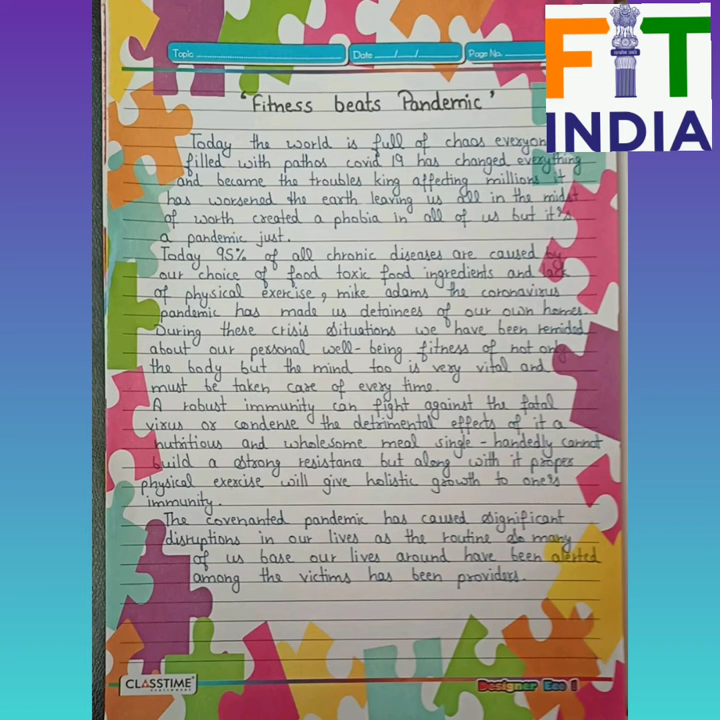 Topic
Date / /
Page No.
FIT
INDIA
'Fitness beats Pandemic'
Today the world is full of chaos everyon
filled with pathos covid 19 has changed everything
and became the troubles king affecting millions it
has worsened the earth leaving us all in the midst
of worth created a phobia in all of us but it's
a pandemic just.
Today 95% of all chronic diseases are caused by
our choice of food toxic food ingredients and lack
of physical exercise, mike adams the coronavirus
pandemic has made us detainees of our own homes.
During these crisis situations we have been remided
about our personal well-being fitness of not only
the body but the mind too is very vital and
must be taken care of every time.
A robust immunity can fight against the fatal
virus or condense the detrimental effects of it a
nutritious and wholesome meal single-handedly cannot
build a strong resistance but along with it proper
physical exercise will give holistic growth to one's
immunity.
The covenanted pandemic has caused significant
disruptions in our lives as the routine so many
of us base our lives around have been alerted
among the victims has been providers.
CLASSTIME
Designer Eco 1